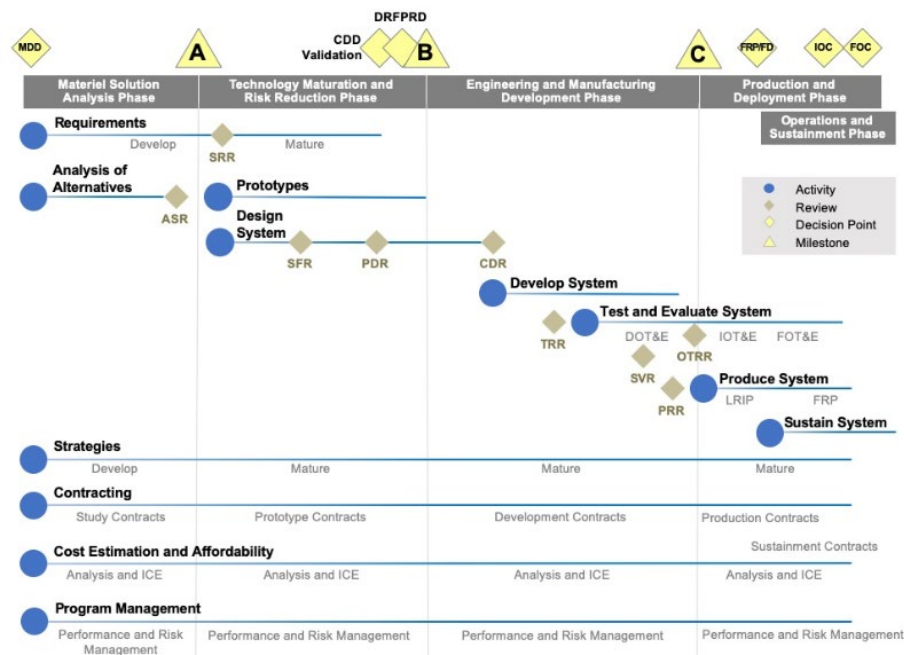 DRFPRD
CDD
Validation
MDD
A
B
C
FRP/FD
IOC
FOC
Materiel Solution
Analysis Phase
Technology Maturation and
Risk Reduction Phase
Engineering and Manufacturing
Development Phase
Production and
Deployment Phase
Operations and
Sustainment Phase
Requirements
Develop
SRR
Mature
Analysis of
Alternatives
ASR
Prototypes
Design
System
SFR
PDR
CDR
Activity
Review
Decision Point
Milestone
Develop System
Test and Evaluate System
TRR
DOT&E
IOT&E
FOT&E
OTRR
SVR
PRR
Produce System
LRIP
FRP
Sustain System
Strategies
Develop
Mature
Mature
Mature
Contracting
Study Contracts
Prototype Contracts
Development Contracts
Production Contracts
Sustainment Contracts
Cost Estimation and Affordability
Analysis and ICE
Analysis and ICE
Analysis and ICE
Analysis and ICE
Program Management
Performance and Risk
Management
Performance and Risk Management
Performance and Risk Management
Performance and Risk Management